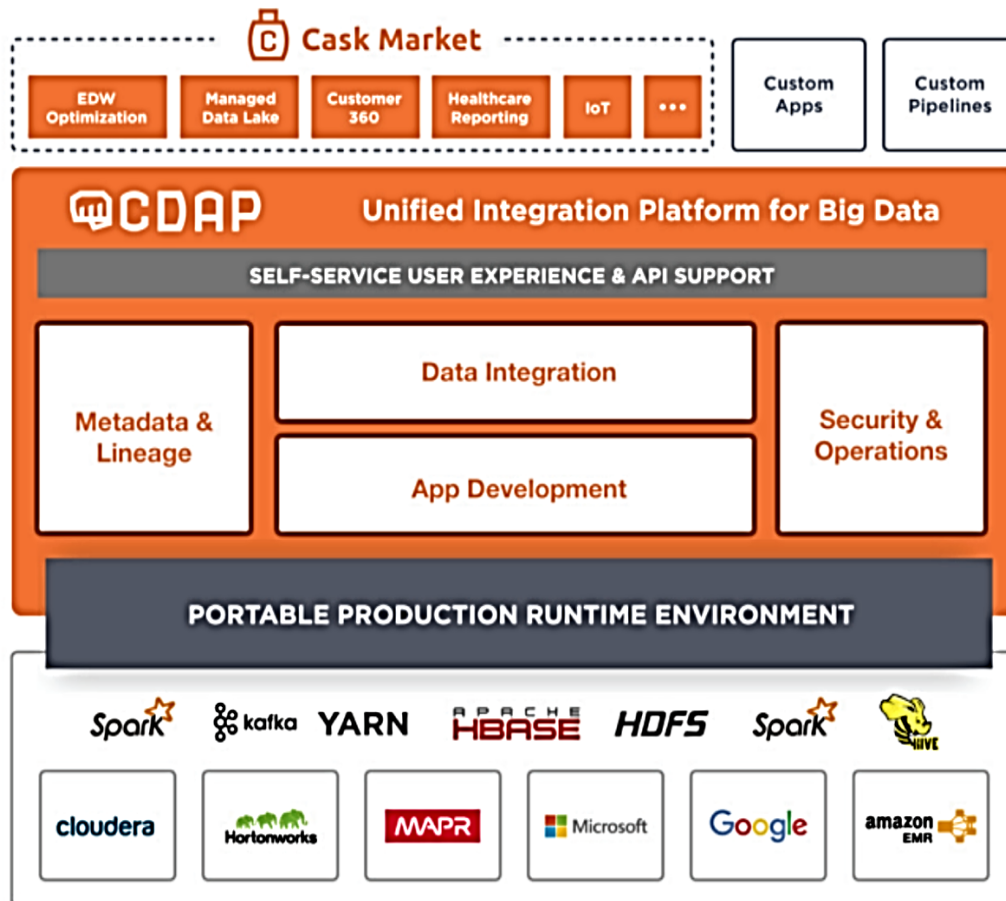 Cask Market
EDW
Optimization
Managed
Data Lake
Customer
360
Healthcare
Reporting
IoT
•••
Custom
Apps
Custom
Pipelines
CDAP
Unified Integration Platform for Big Data
SELF-SERVICE USER EXPERIENCE & API SUPPORT
Metadata &
Lineage
Data Integration
App Development
Security &
Operations
PORTABLE PRODUCTION RUNTIME ENVIRONMENT
Spark
kafka
YARN
APACHE
HBASE
HDFS
Spark
HIVE
cloudera
Hortonworks
MAPR
Microsoft
Google
amazon
EMR